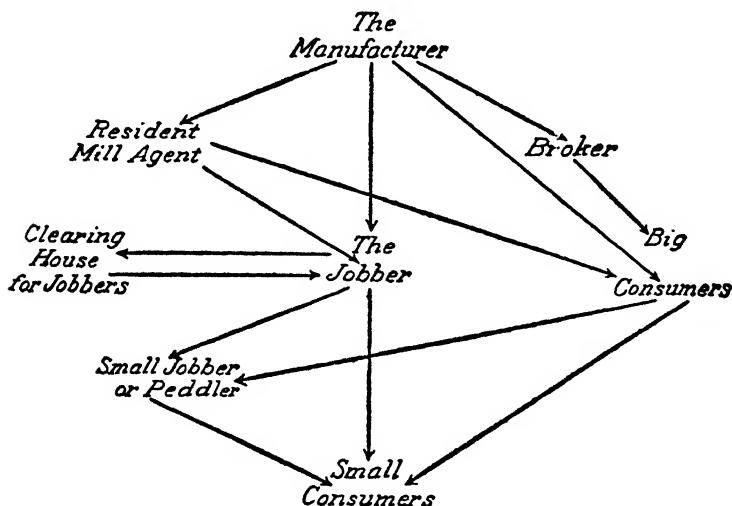 The
Manufacturer
Resident
Mill Agent
Broker
Clearing
House
for Jobbers
The
Jobber
Big
Consumers
Small Jobber
or Peddler
Small
Consumers